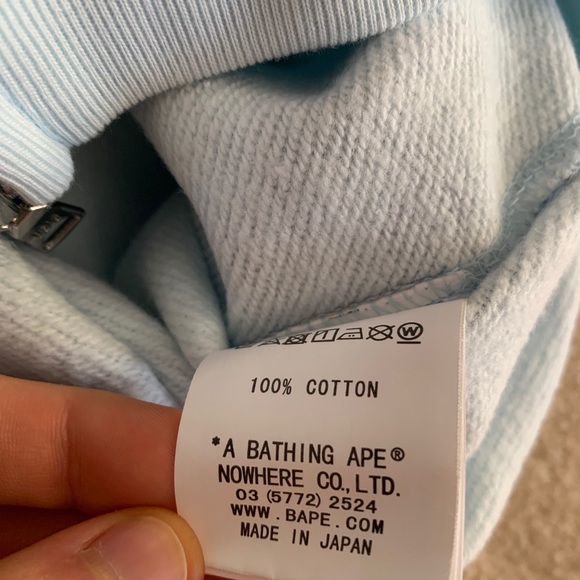 W
100% COTTON
*A BATHING APE®
NOWHERE CO., LTD.
03 (5772) 2524
WWW.BAPE.COM
MADE IN JAPAN